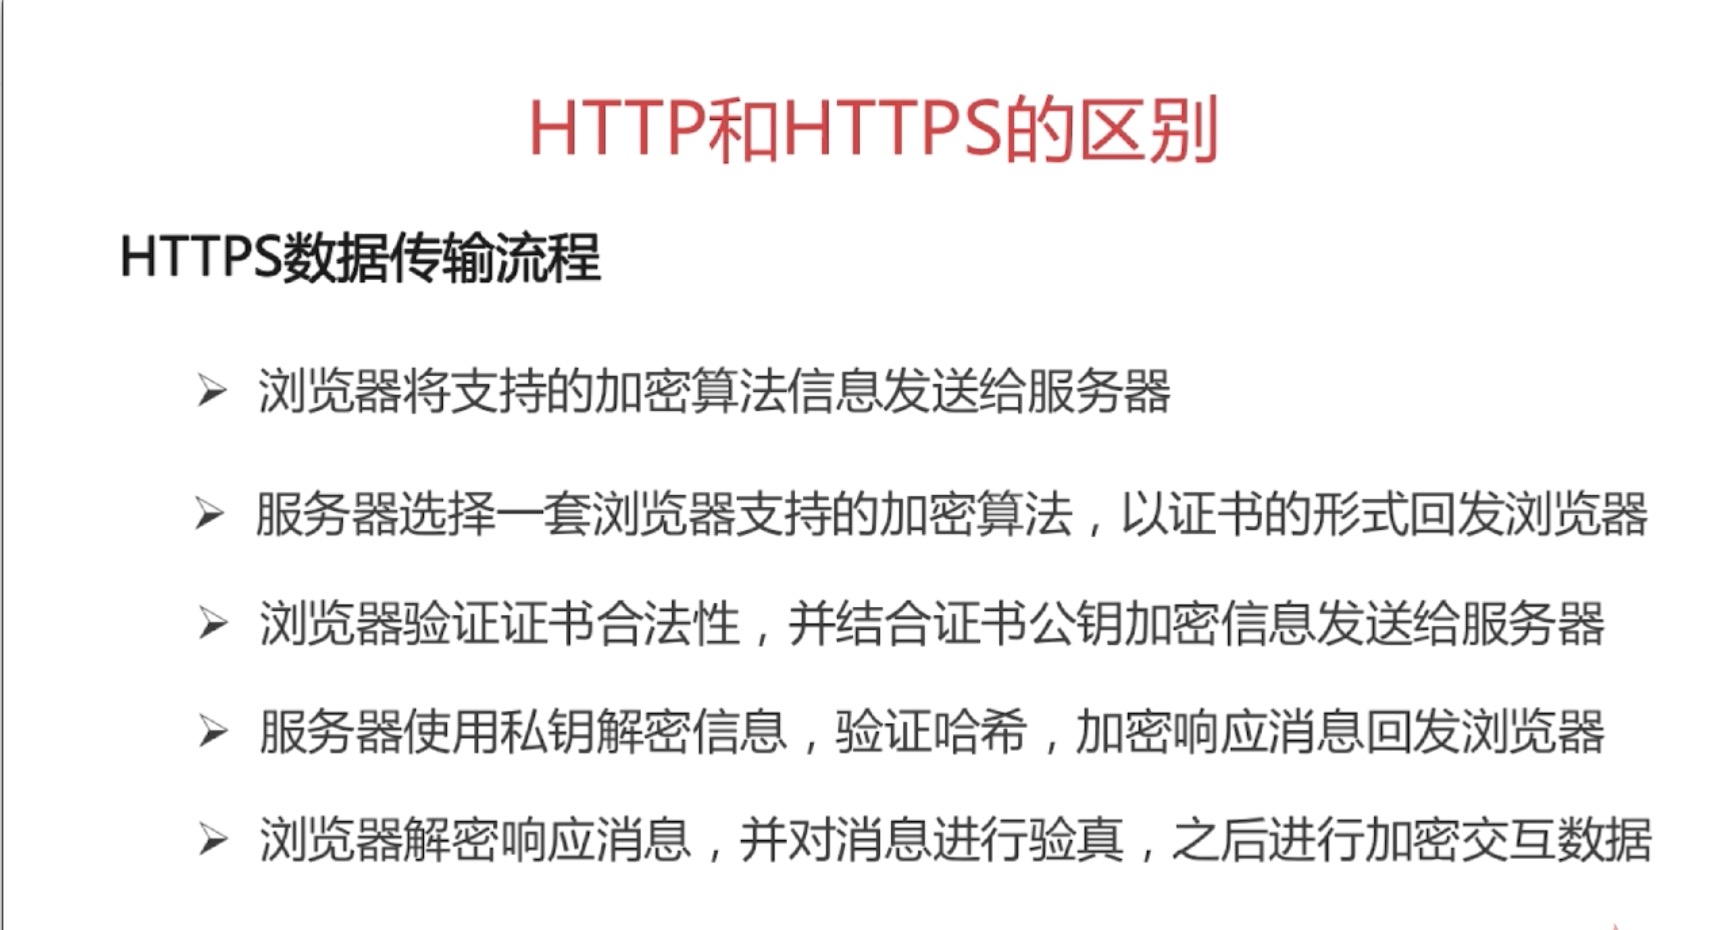 HTTP和HTTPS的区别
HTTPS数据传输流程
➢ 浏览器将支持的加密算法信息发送给服务器
➢ 服务器选择一套浏览器支持的加密算法，以证书的形式回发浏览器
➢ 浏览器验证证书合法性，并结合证书公钥加密信息发送给服务器
➢ 服务器使用私钥解密信息，验证哈希，加密响应消息回发浏览器
➢ 浏览器解密响应消息，并对消息进行验真，之后进行加密交互数据